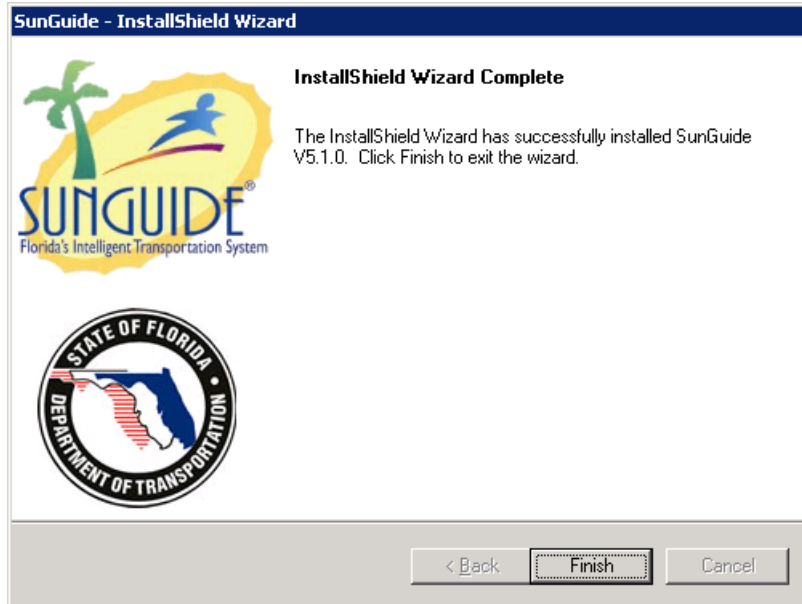 SunGuide - InstallShield Wizard
InstallShield Wizard Complete
The InstallShield Wizard has successfully installed SunGuide
V5.1.0. Click Finish to exit the wizard.
SUNGUIDE®
Florida's Intelligent Transportation System
STATE OF FLORIDA
DEPARTMENT OF TRANSPORTATION
< Back
Finish
Cancel